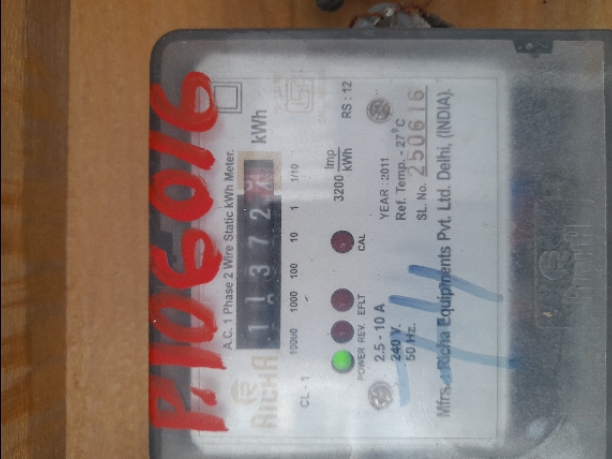 P.1106016
A.C. 1 Phase 2 Wire Static kWh Meter.
RICHA
1 1 3 7 2
kWh
10000 1000 100 10 1 1/10
CL - 1
3200 Imp
kWh
RS : 12
POWER REV. EFLT CAL
2.5 - 10 A
240 V.
50 Hz.
YEAR : 2011
Ref. Temp. - 27°C
SL. No. 250616
Mfrs. : Richa Equipments Pvt. Ltd. Delhi, (INDIA).